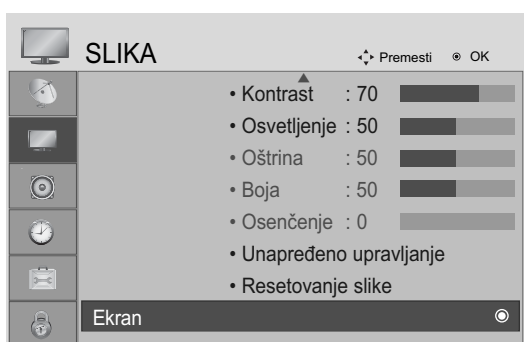 SLIKA Premesti OK
• Kontrast : 70
• Osvetljenje : 50
• Oštrina : 50
• Boja : 50
• Osenčenje : 0
• Unapređeno upravljanje
• Resetovanje slike
Ekran